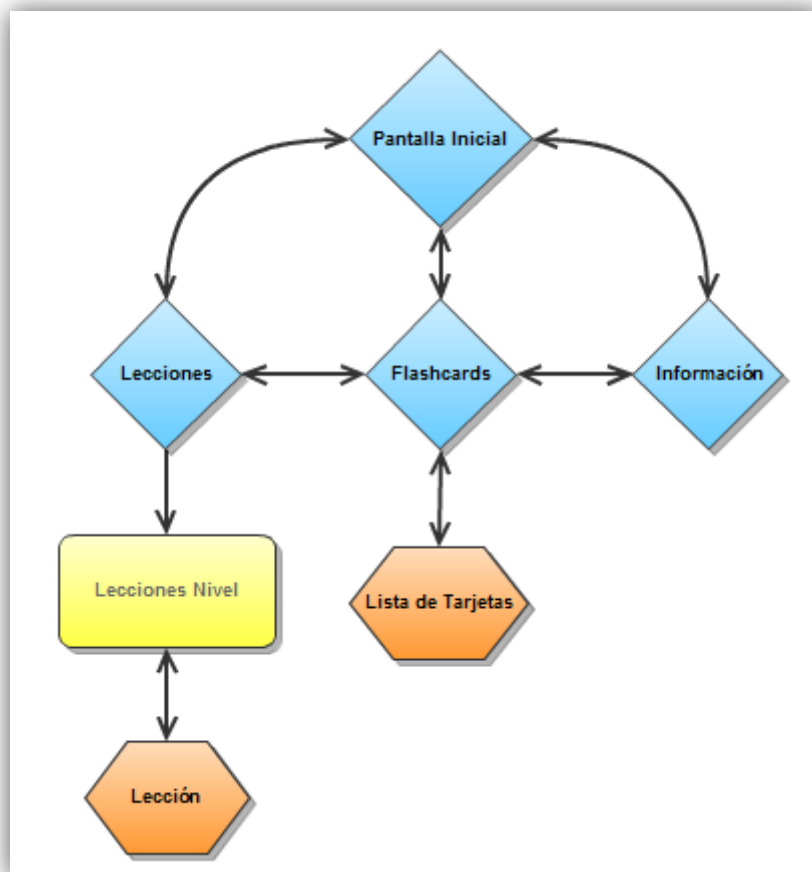 Pantalla Inicial
Lecciones
Flashcards
Información
Lecciones Nivel
Lista de Tarjetas
Lección